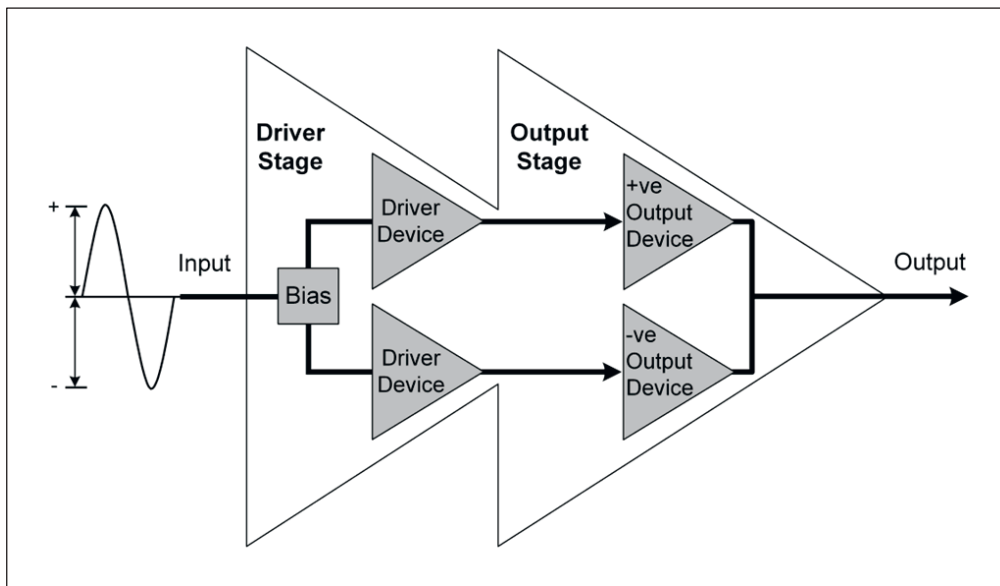 Driver
Stage
Output
Stage
+
-
Input
Bias
Driver
Device
Driver
Device
+ve
Output
Device
-ve
Output
Device
Output